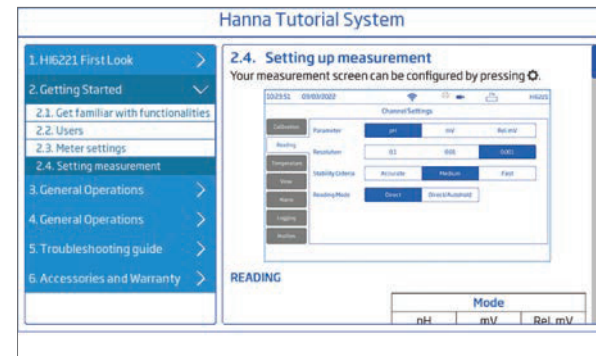 Hanna Tutorial System
1. HI6221 First Look
2. Getting Started
2.1. Get familiar with functionalities
2.2. Users
2.3. Meter settings
2.4. Setting measurement
3. General Operations
4. General Operations
5. Troubleshooting guide
6. Accessories and Warranty
2.4. Setting up measurement
Your measurement screen can be configured by pressing
10:23:51 03/03/2022
Channel Settings
Calibration
Reading
Temperature
View
Alarm
Logging
Profiles
Parameter pH mV Rel. mV
Resolution 0.1 0.01 0.001
Stability Criteria Accurate Medium Fast
Reading Mode Direct Direct/Autohold
READING
Mode
pH mV Rel. mV